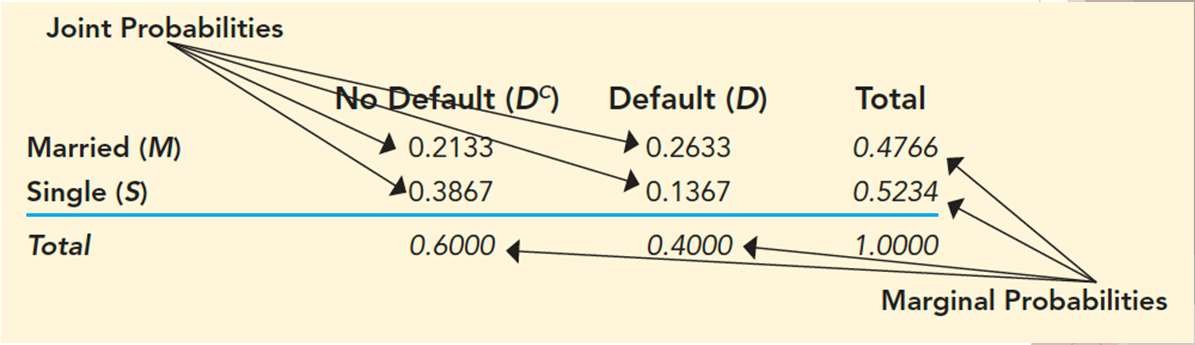 Joint Probabilities
No Default (Dᶜ) Default (D) Total
Married (M) 0.2133 0.2633 0.4766
Single (S) 0.3867 0.1367 0.5234
Total 0.6000 0.4000 1.0000
Marginal Probabilities